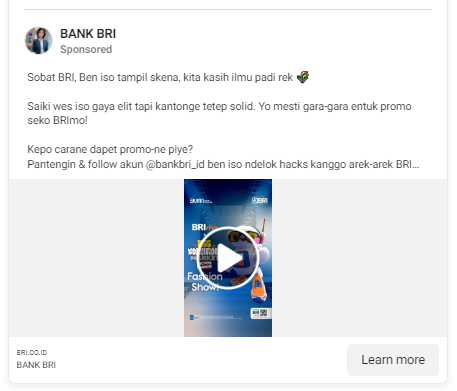 BANK BRI
Sponsored
Sobat BRI, Ben iso tampil skena, kita kasih ilmu padi rek
Saiki wes iso gaya elit tapi kantonge tetep solid. Yo mesti gara-gara entuk promo
seko BRImo!
Kepo carane dapet promo-ne piye?
Pantengin & follow akun @bankbri_id ben iso ndelok hacks kanggo arek-arek BRI...
BUMN
BRI
BRImo
Fashion
Show!
BRI.CO.ID
BANK BRI
Learn more